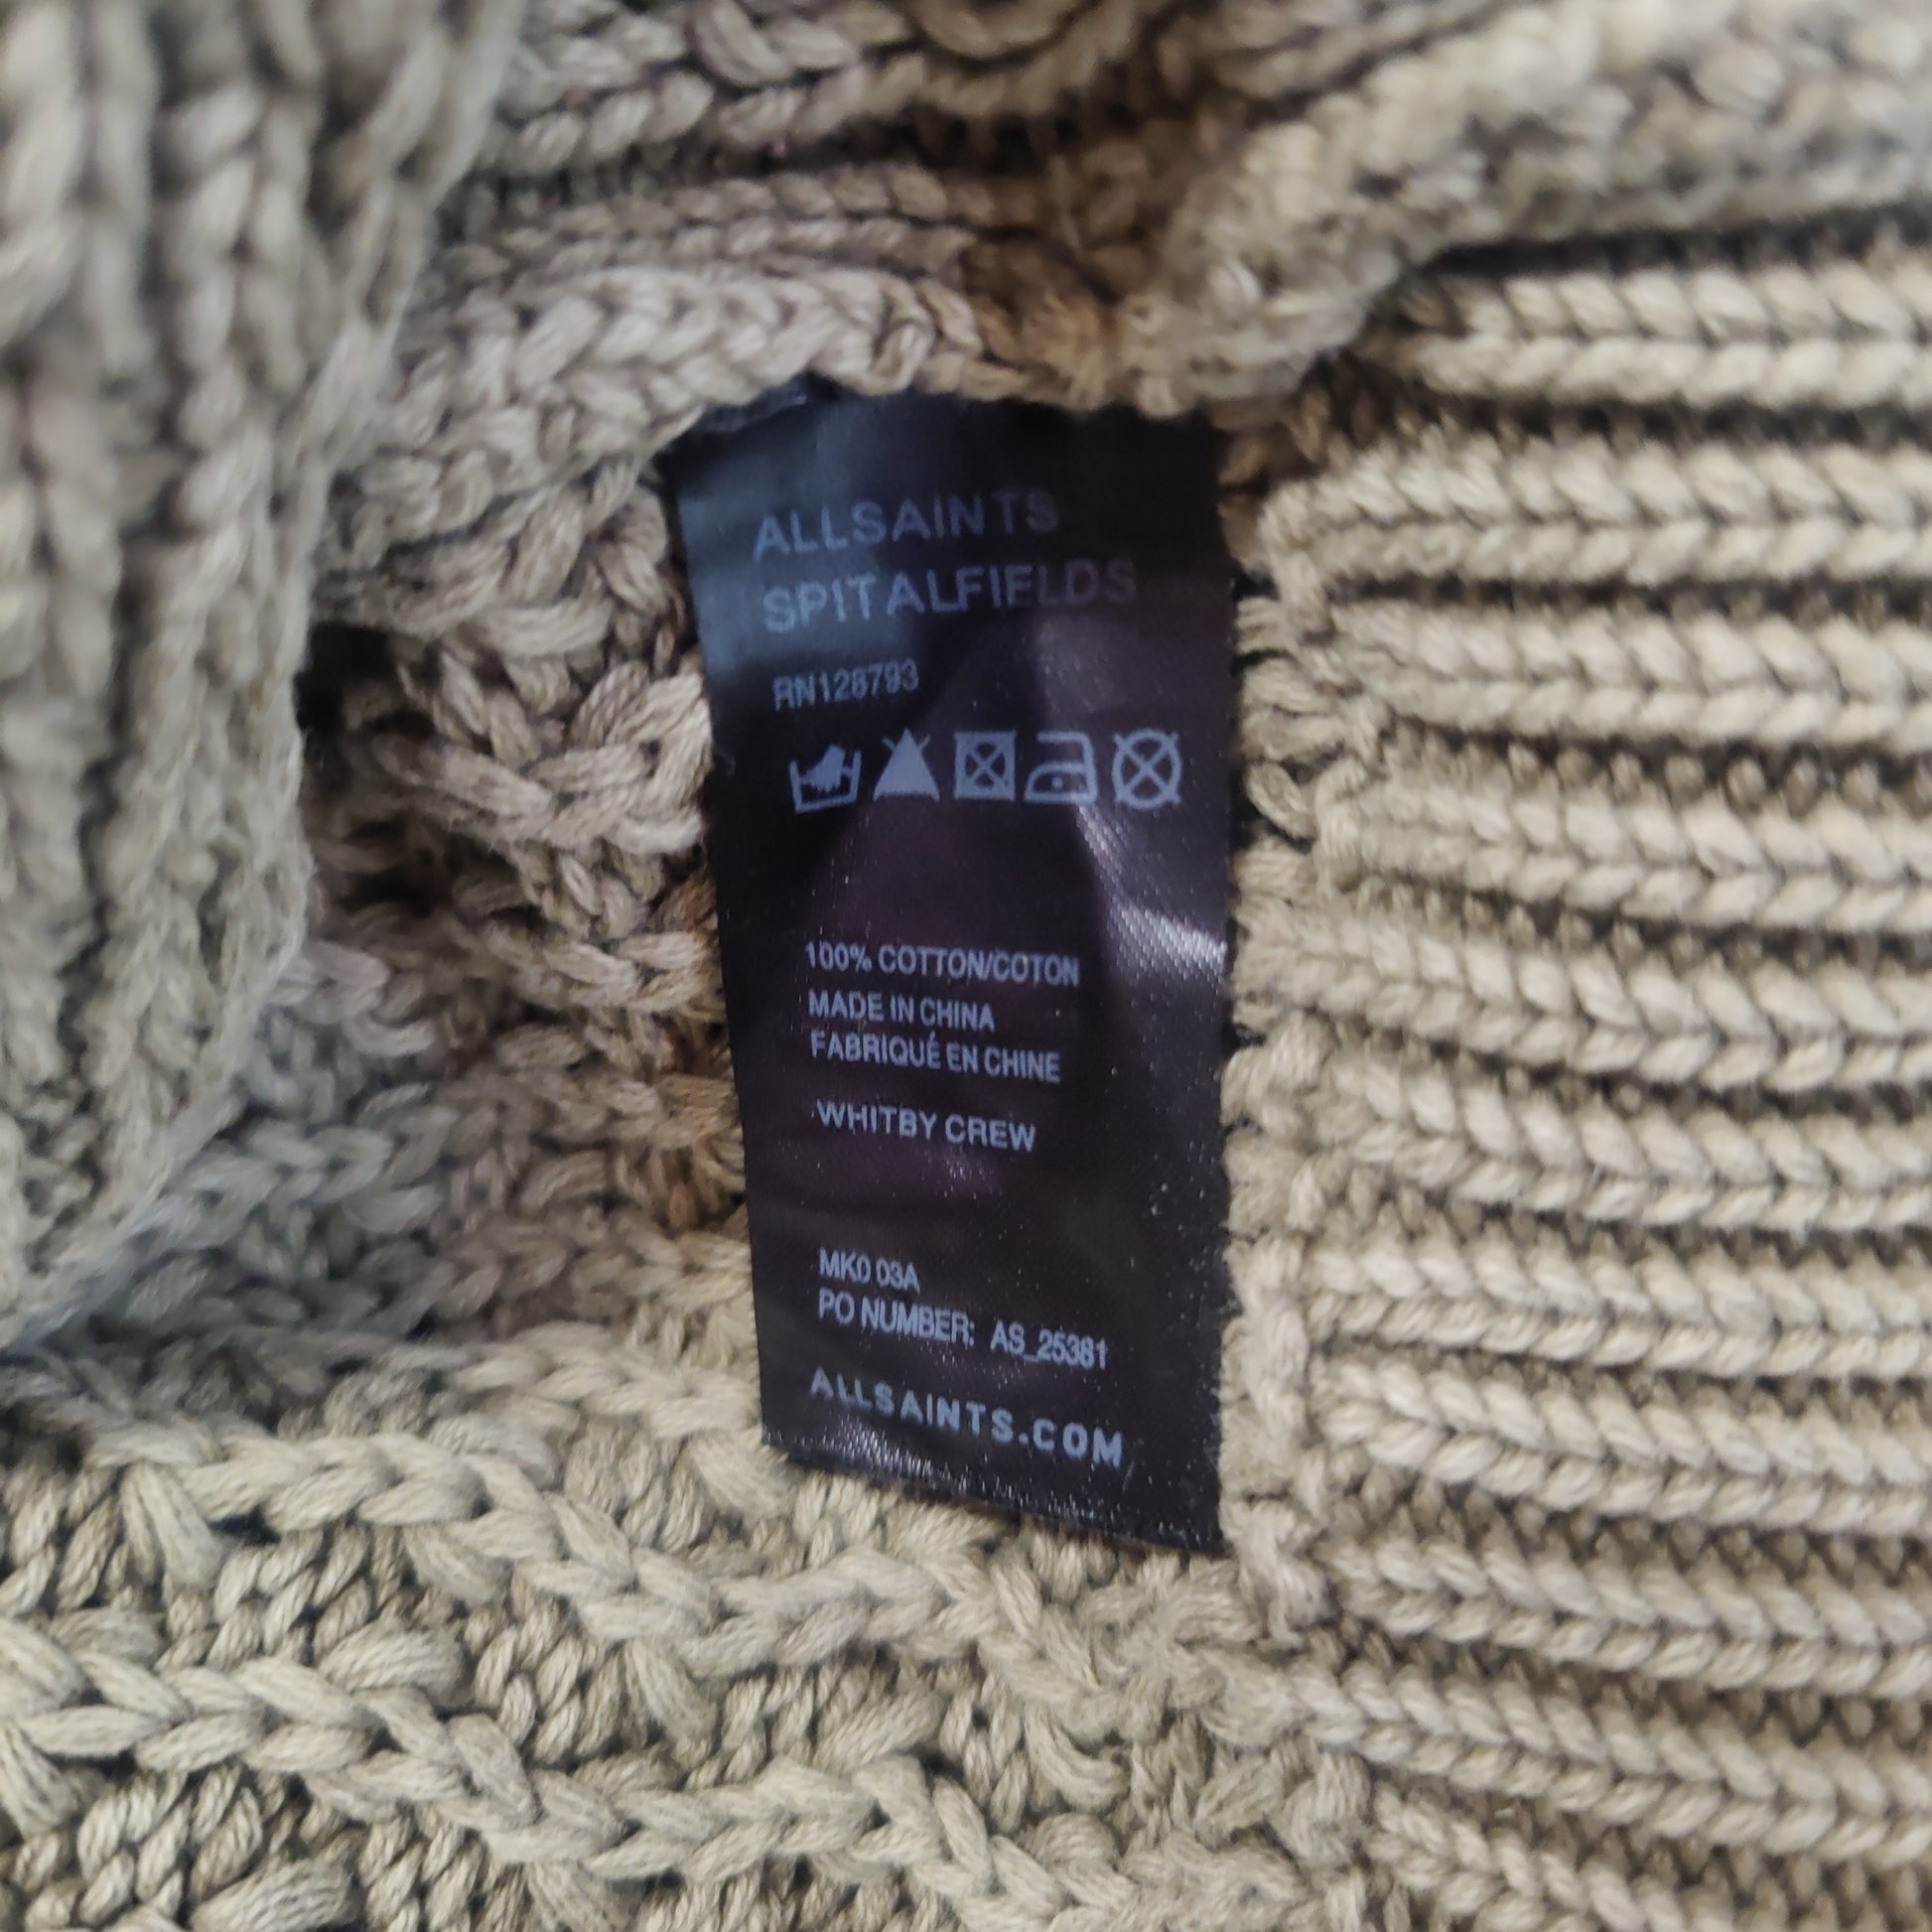 ALLSAINTS
SPITALFIELDS
RN128793
100% COTTON/COTON
MADE IN CHINA
FABRIQUÉ EN CHINE
WHITBY CREW
MK0 03A
PO NUMBER: AS_25381
ALLSAINTS.COM